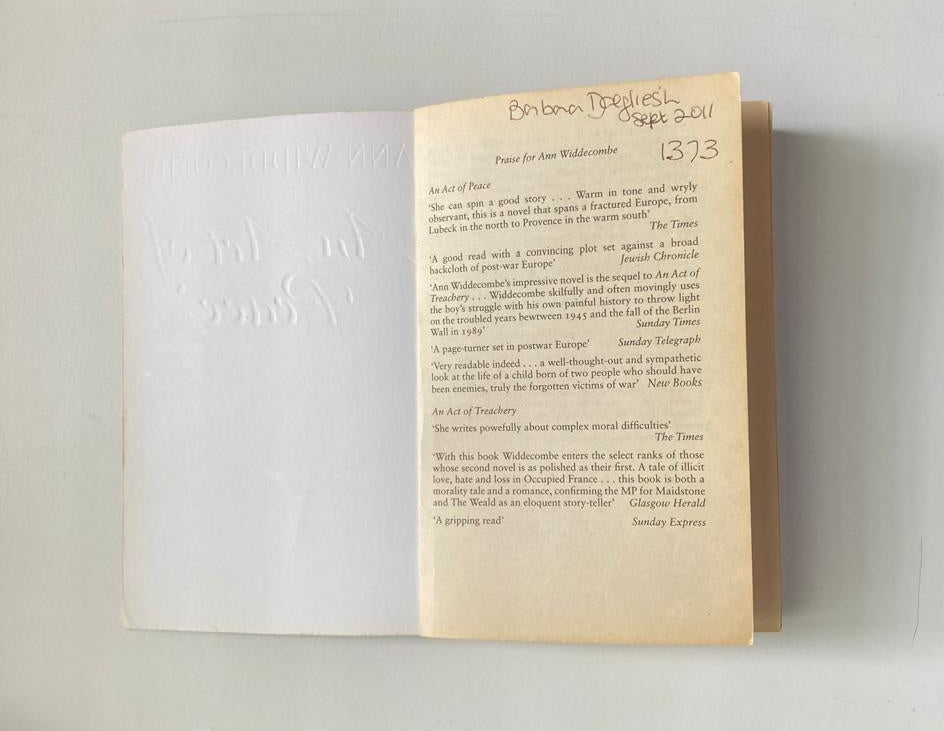 ANN
An Act of
Peace
Barbara
Sept 2011
1373
Praise for Ann Widdecombe
An Act of Peace
‘She can spin a good story . . . Warm in tone and wryly
observant, this is a novel that spans a fractured Europe, from
Lubeck in the north to Provence in the warm south’
The Times
‘A good read with a convincing plot set against a broad
backcloth of post-war Europe’ Jewish Chronicle
‘Ann Widdecombe's impressive novel is the sequel to An Act of
Treachery . . . Widdecombe skilfully and often movingly uses
the boy's struggle with his own painful history to throw light
on the troubled years bewtween 1945 and the fall of the Berlin
Wall in 1989’ Sunday Times
‘A page-turner set in postwar Europe’ Sunday Telegraph
‘Very readable indeed . . . a well-thought-out and sympathetic
look at the life of a child born of two people who should have
been enemies, truly the forgotten victims of war’ New Books
An Act of Treachery
‘She writes powefully about complex moral difficulties’
The Times
‘With this book Widdecombe enters the select ranks of those
whose second novel is as polished as their first. A tale of illicit
love, hate and loss in Occupied France . . . this book is both a
morality tale and a romance, confirming the MP for Maidstone
and The Weald as an eloquent story-teller’ Glasgow Herald
‘A gripping read’ Sunday Express